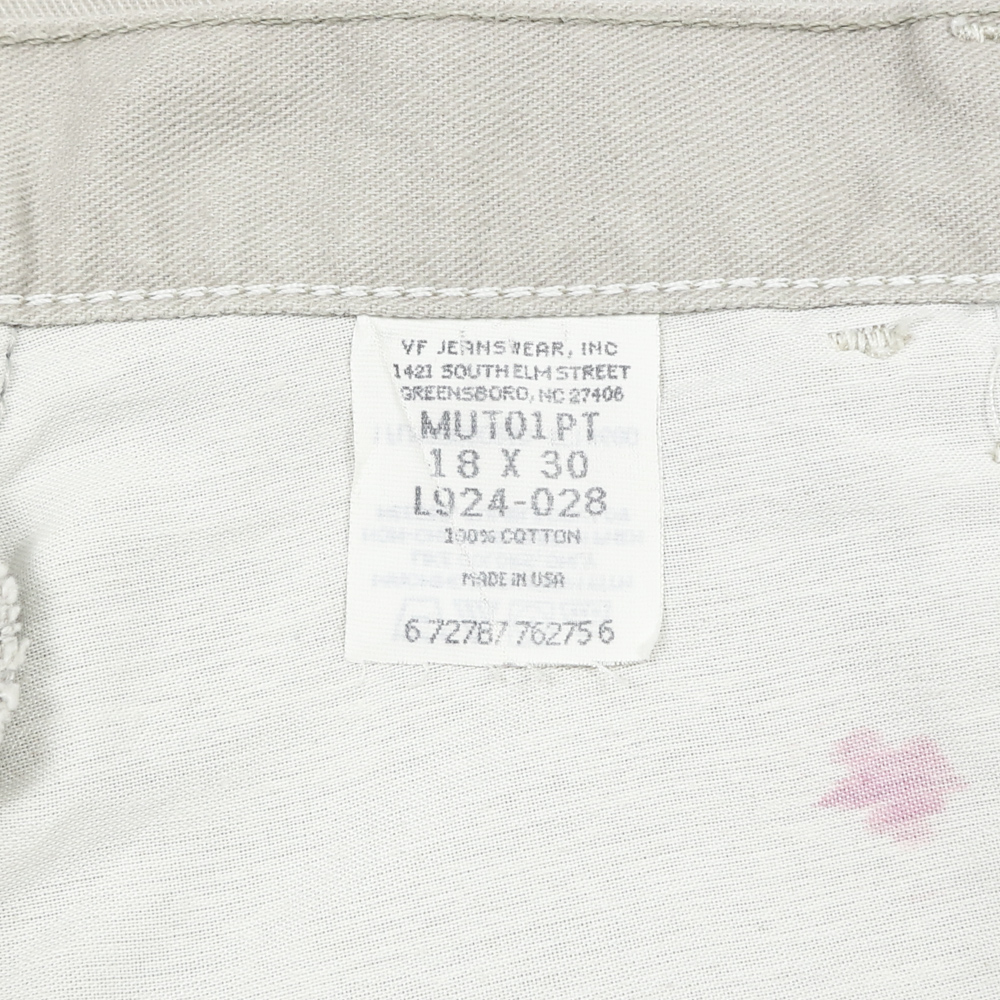 VF JEANSWEAR, INC
1421 SOUTH ELM STREET
GREENSBORO, NC 27406
MUT01PT
18 X 30
L924-028
100% COTTON
MADE IN USA
6 72787 76275 6